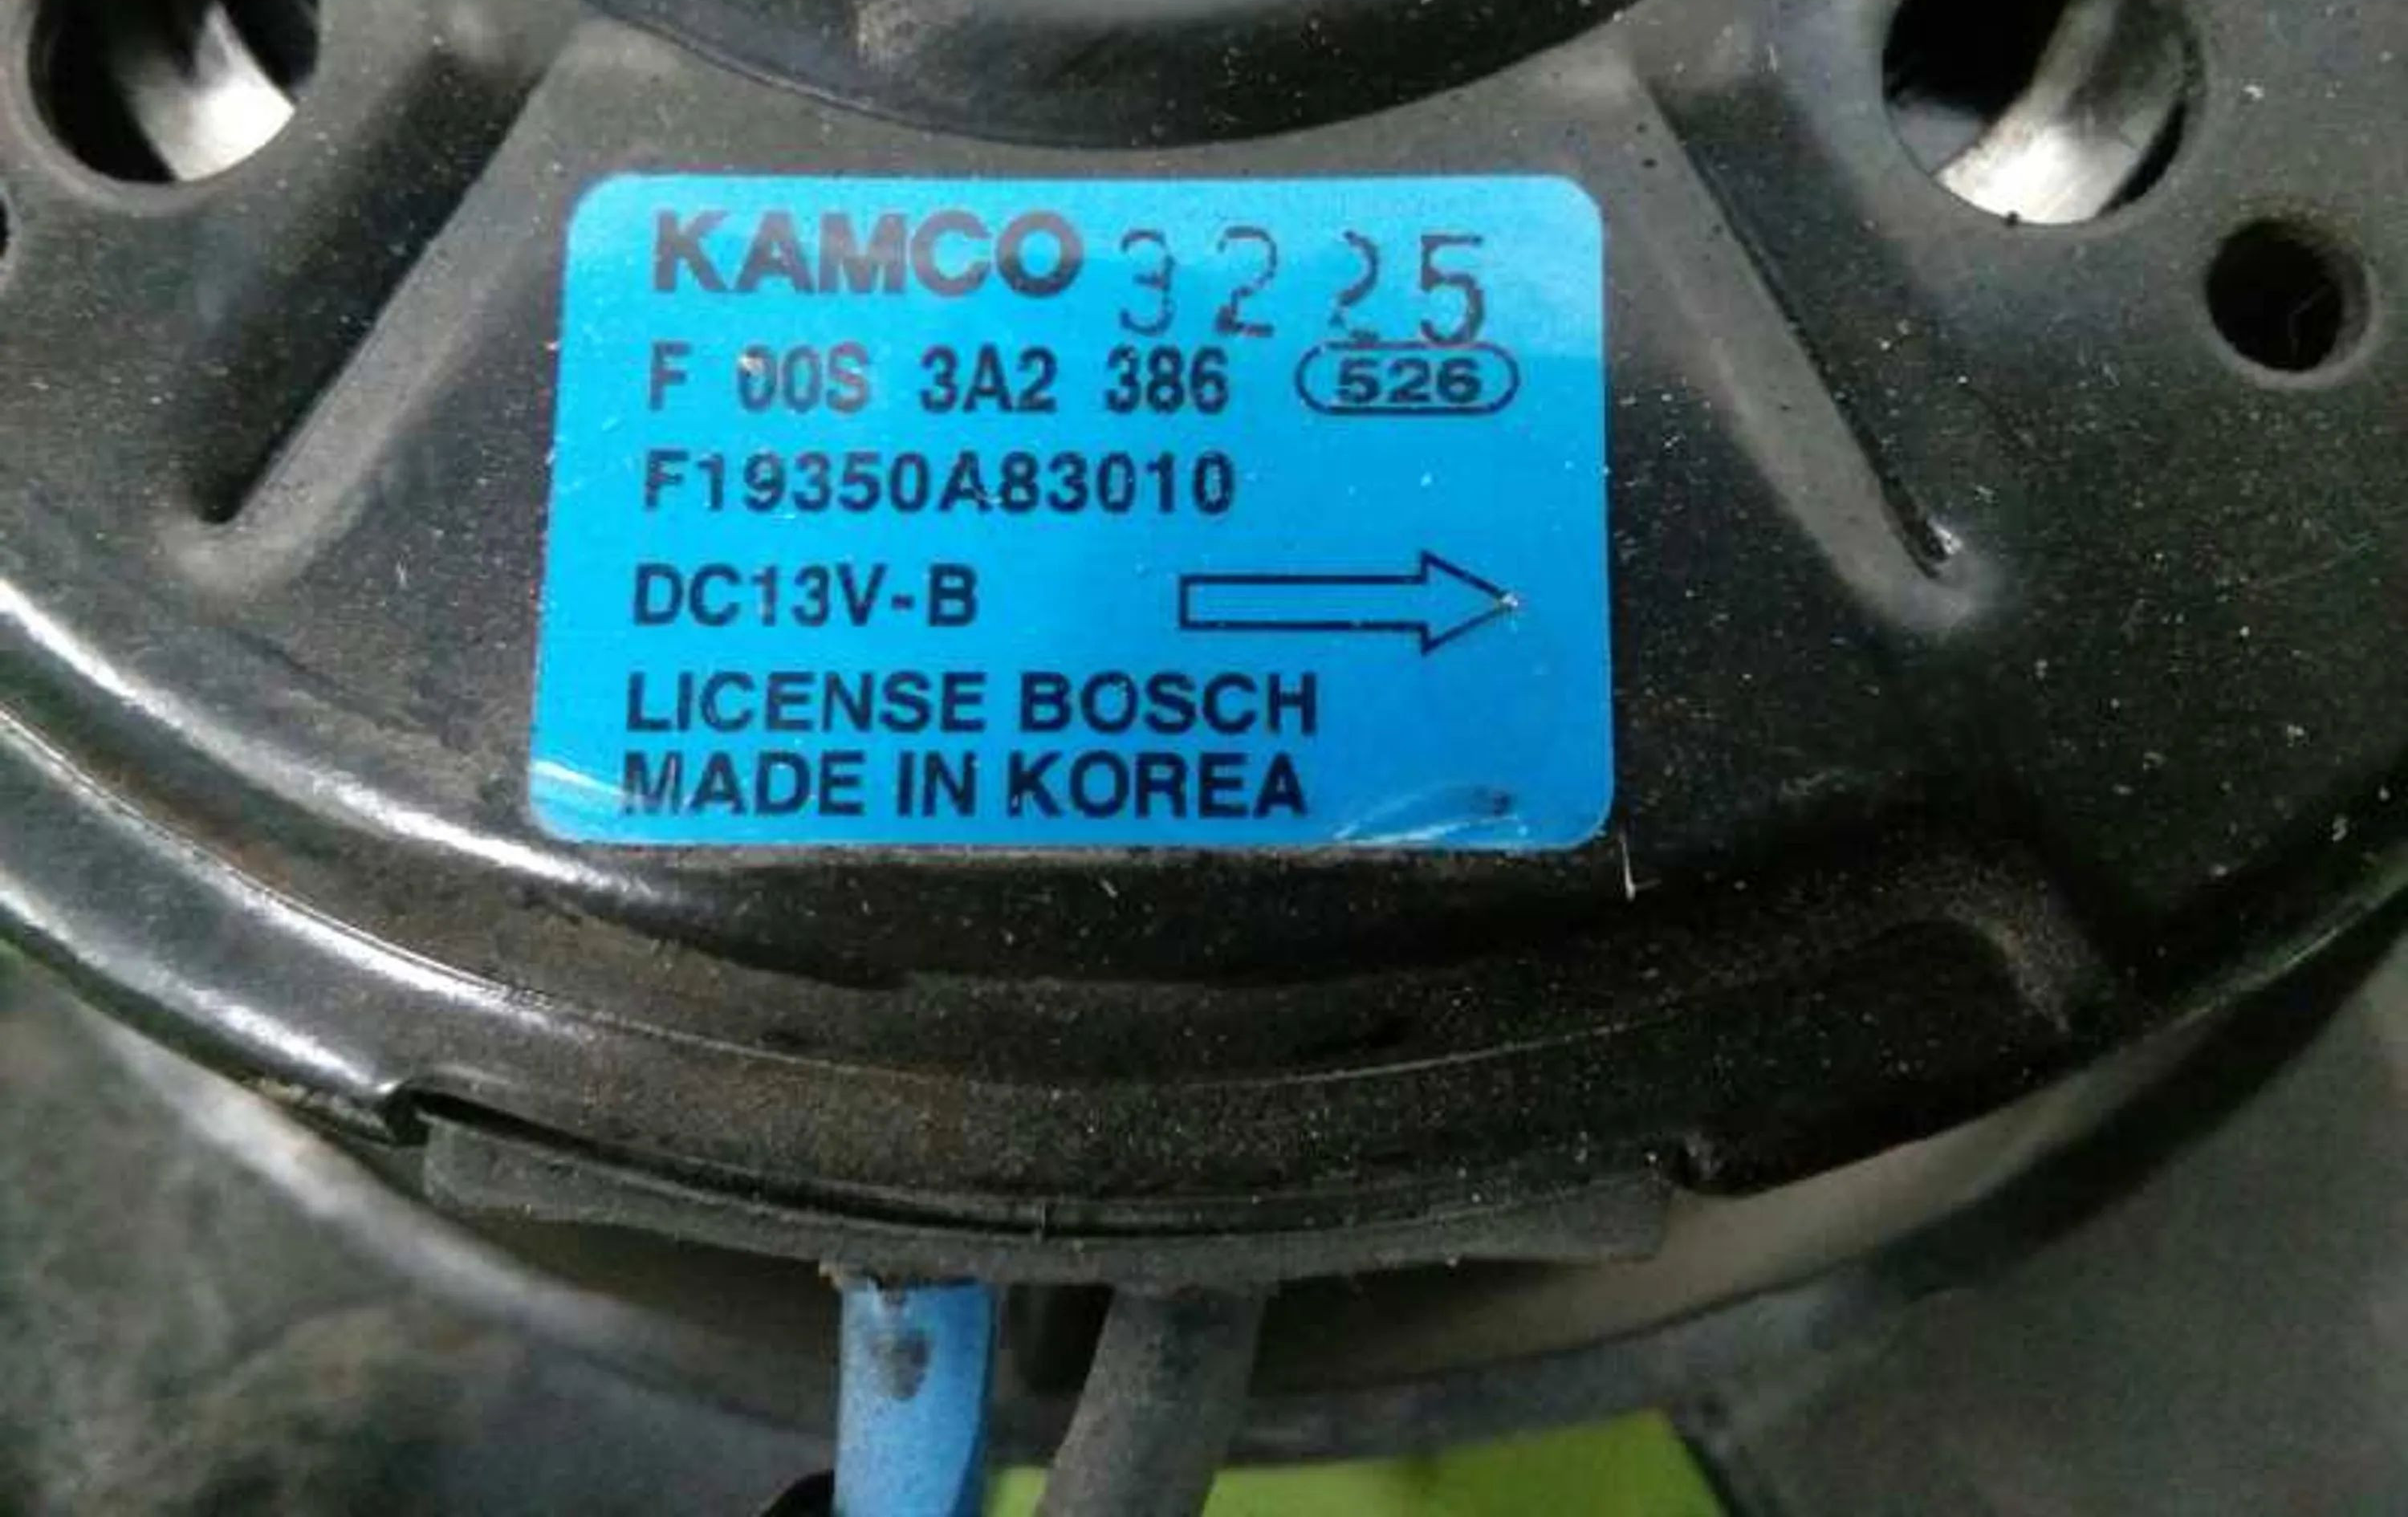 KAMCO 3225
F 00S 3A2 386 526
F19350A83010
DC13V-B
LICENSE BOSCH
MADE IN KOREA